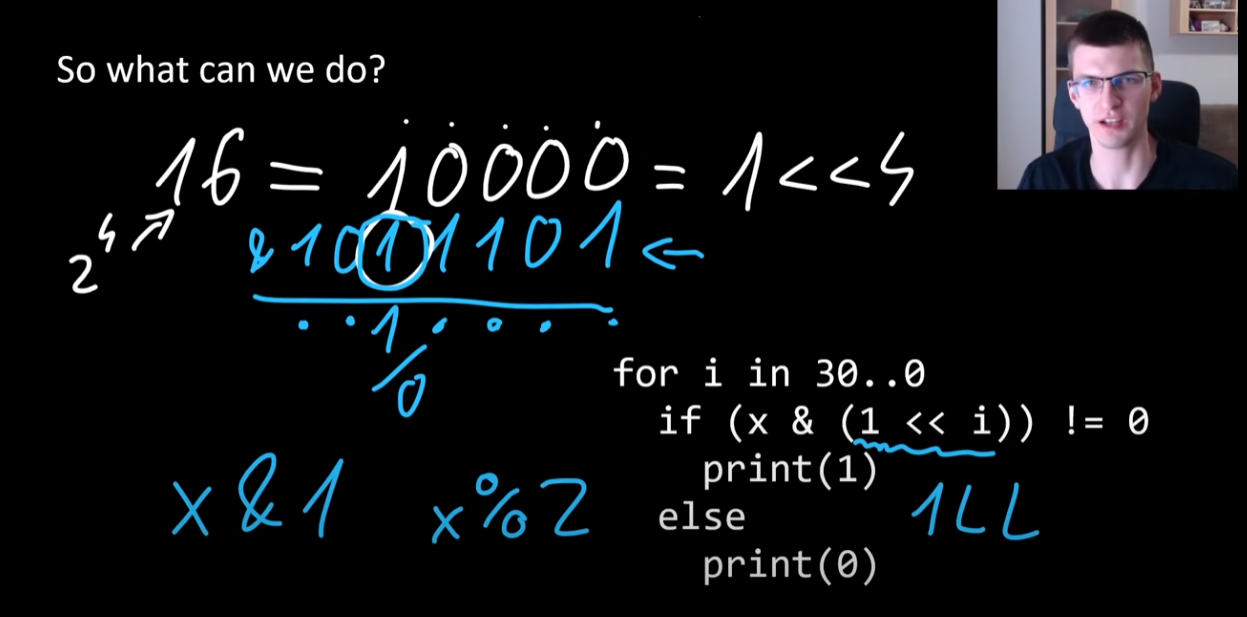 So what can we do?
16 = 10000 = 1<<4
2^4
& 1011101 ←
1
/0
for i in 30..0
if (x & (1 << i)) != 0
print(1)
else
print(0)
x&1 x%2 1LL